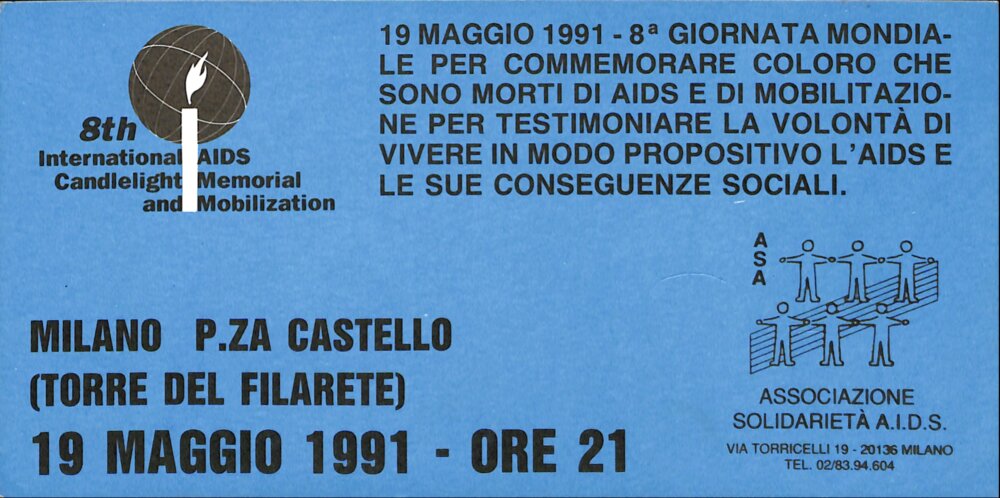 8th
International AIDS
Candlelight Memorial
and Mobilization
19 MAGGIO 1991 - 8ª GIORNATA MONDIA-
LE PER COMMEMORARE COLORO CHE
SONO MORTI DI AIDS E DI MOBILITAZIO-
NE PER TESTIMONIARE LA VOLONTÀ DI
VIVERE IN MODO PROPOSITIVO L'AIDS E
LE SUE CONSEGUENZE SOCIALI.
A
S
A
MILANO P.ZA CASTELLO
(TORRE DEL FILARETE)
19 MAGGIO 1991 - ORE 21
ASSOCIAZIONE
SOLIDARIETÀ A.I.D.S.
VIA TORRICELLI 19 - 20136 MILANO
TEL. 02/83.94.604